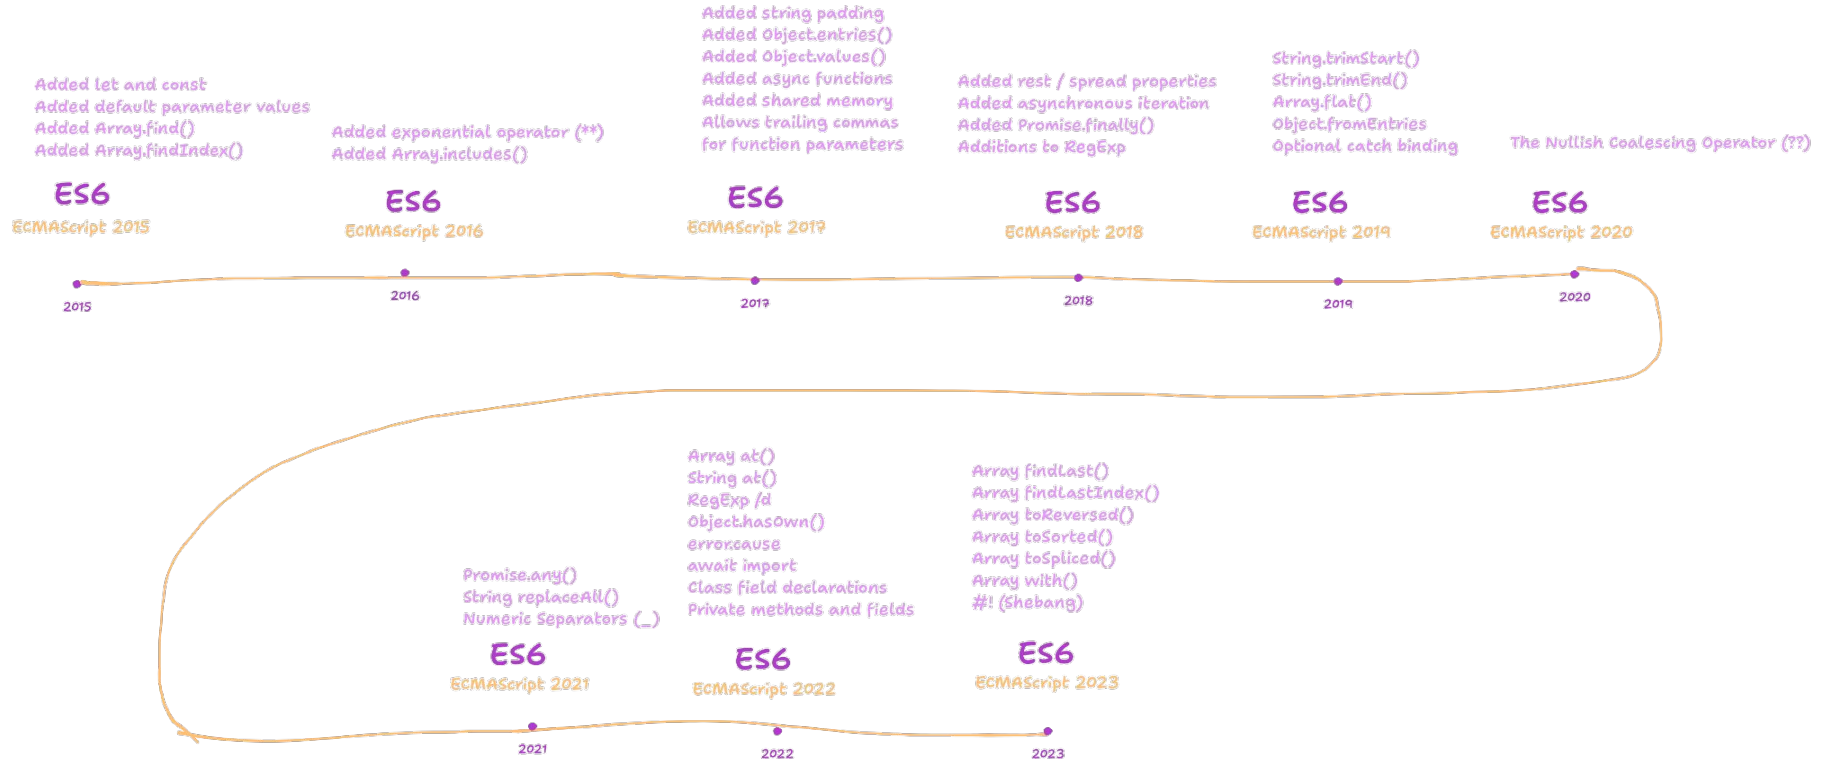 Added let and const
Added default parameter values
Added Array.find()
Added Array.findIndex()
ES6
ECMAScript 2015
2015
Added exponential operator (**)
Added Array.includes()
ES6
ECMAScript 2016
2016
Added string padding
Added Object.entries()
Added Object.values()
Added async functions
Added shared memory
Allows trailing commas
for function parameters
ES6
ECMAScript 2017
2017
Added rest / spread properties
Added asynchronous iteration
Added Promise.finally()
Additions to RegExp
ES6
ECMAScript 2018
2018
String.trimStart()
String.trimEnd()
Array.flat()
Object.fromEntries
Optional catch binding
ES6
ECMAScript 2019
2019
The Nullish Coalescing Operator (??)
ES6
ECMAScript 2020
2020
Promise.any()
String replaceAll()
Numeric Separators (_)
ES6
ECMAScript 2021
2021
Array at()
String at()
RegExp /d
Object.hasOwn()
error.cause
await import
Class field declarations
Private methods and fields
ES6
ECMAScript 2022
2022
Array findLast()
Array findLastIndex()
Array toReversed()
Array toSorted()
Array toSpliced()
Array with()
#! (Shebang)
ES6
ECMAScript 2023
2023